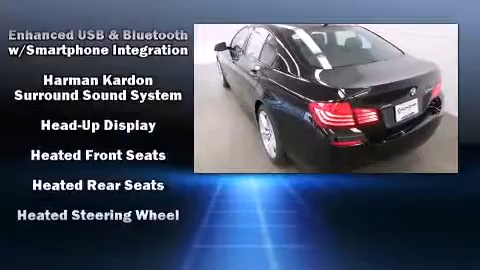 Enhanced USB & Bluetooth
w/Smartphone Integration
Harman Kardon
Surround Sound System
Head-Up Display
Heated Front Seats
Heated Rear Seats
Heated Steering Wheel